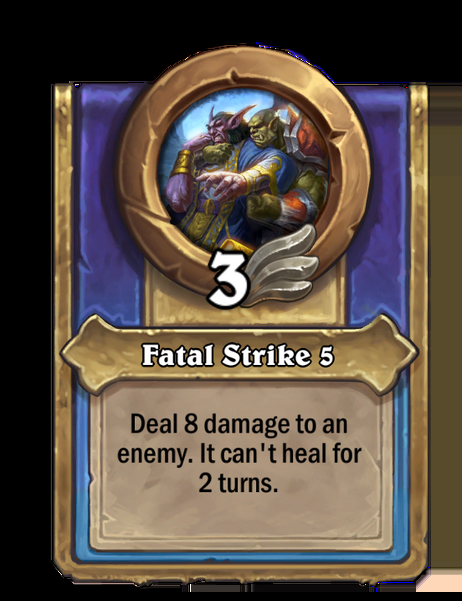 3
Fatal Strike 5
Deal 8 damage to an
enemy. It can't heal for
2 turns.